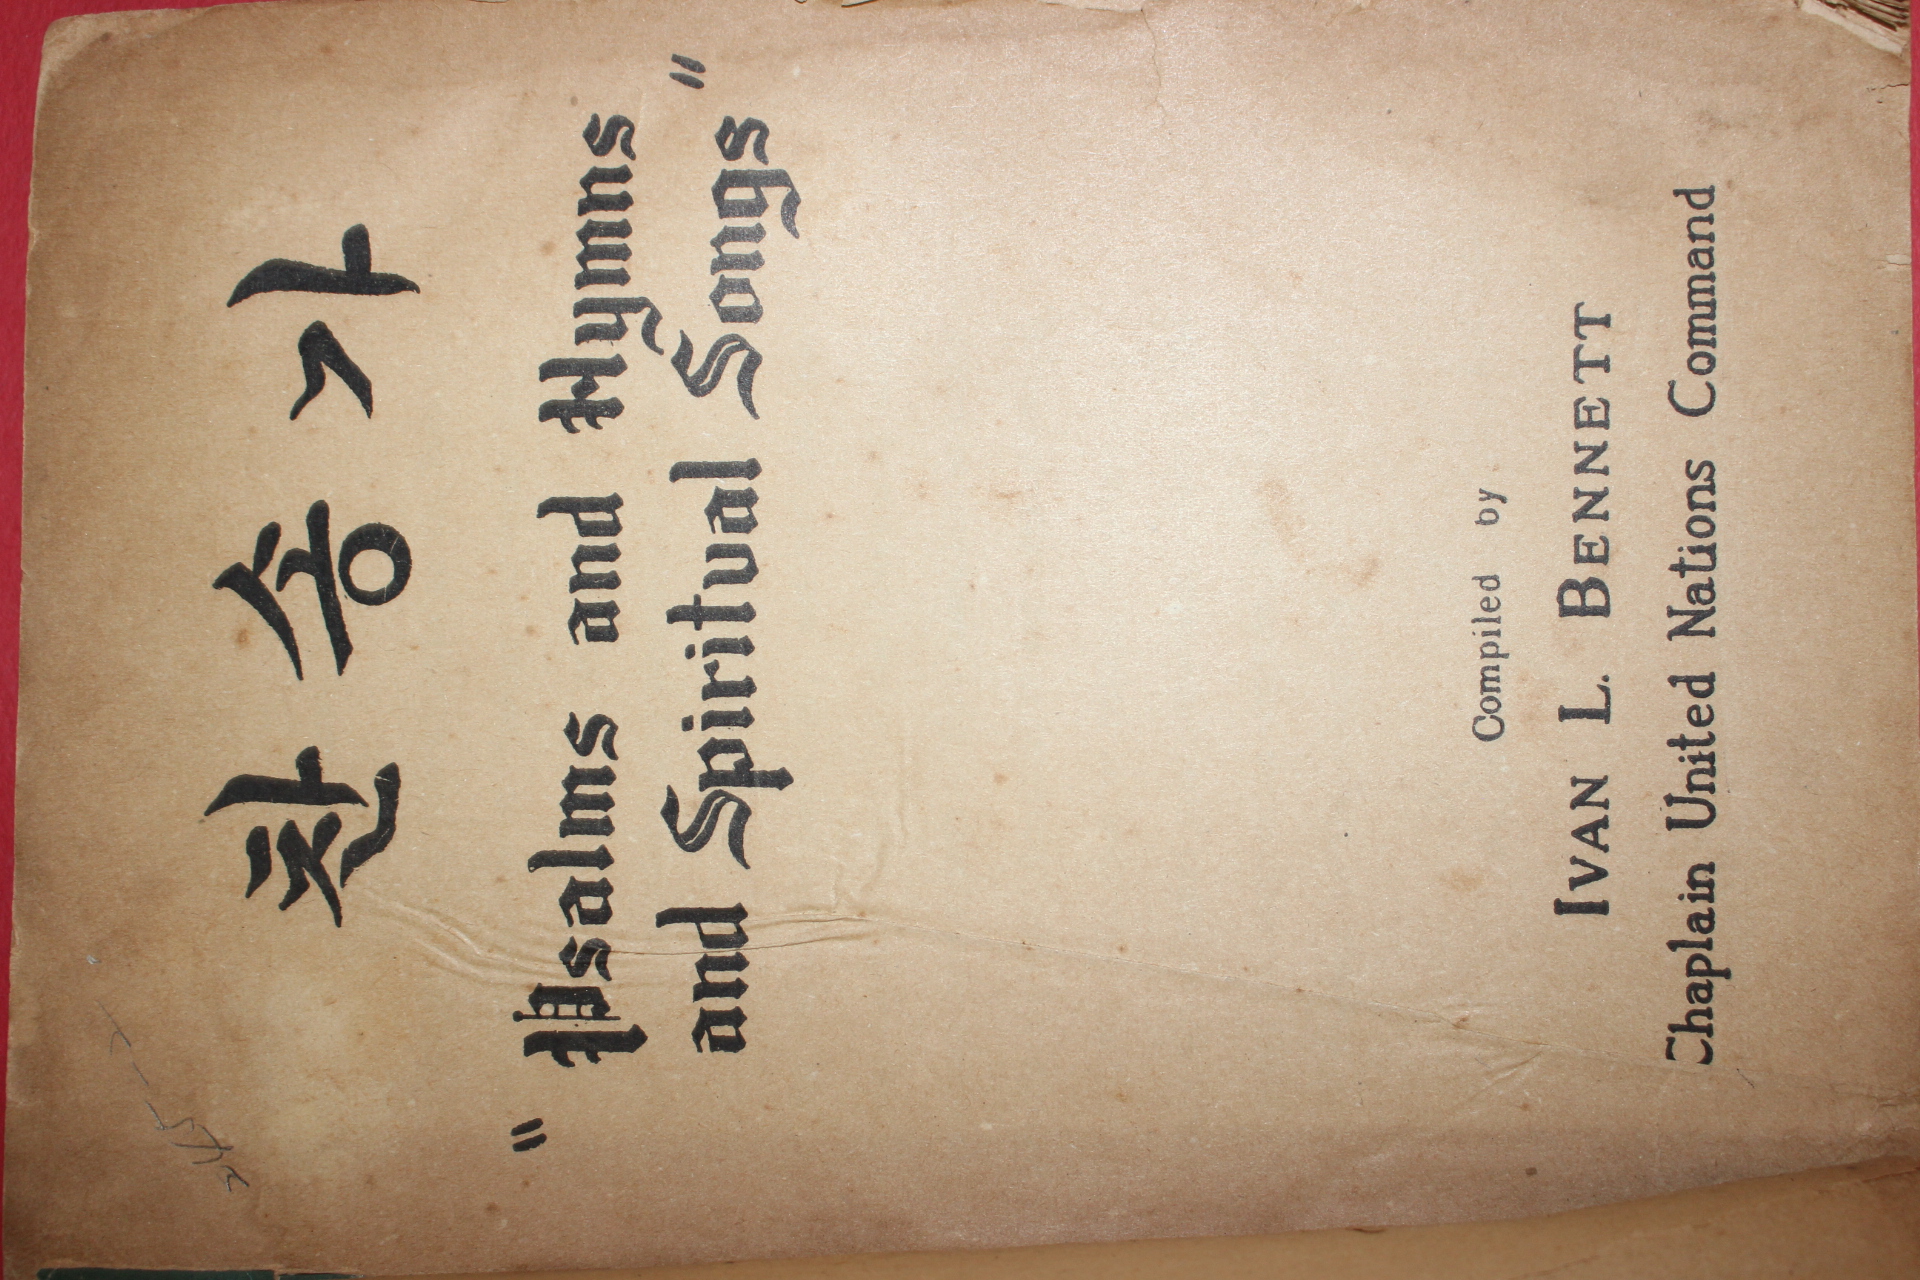 찬송가
"Psalms and Hymns
and Spiritual Songs"
Compiled by
IVAN L. BENNETT
Chaplain United Nations Command